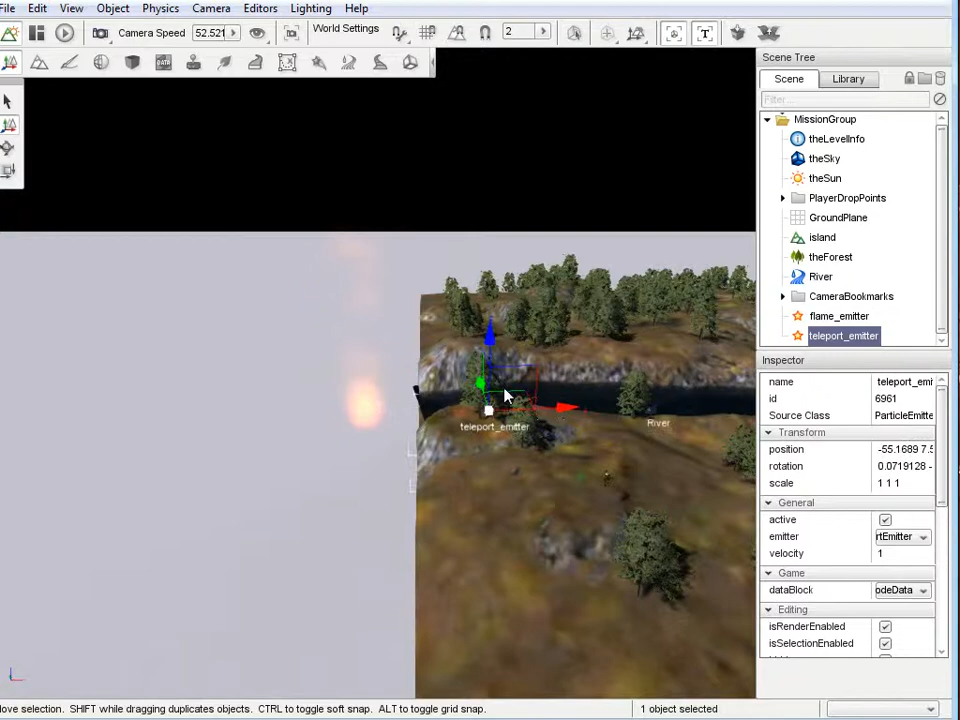 File Edit View Object Physics Camera Editors Lighting Help
Camera Speed 52.521 World Settings 2
T
DATA
Scene Tree
Scene Library
Filter...
MissionGroup
theLevelInfo
theSky
theSun
PlayerDropPoints
GroundPlane
island
theForest
River
CameraBookmarks
flame_emitter
teleport_emitter
Inspector
name teleport_emi
id 6961
Source Class ParticleEmitte
Transform
position -55.1689 7.5
rotation 0.0719128 -
scale 1 1 1
General
active
emitter rtEmitter
velocity 1
Game
dataBlock odeData
Editing
isRenderEnabled
isSelectionEnabled
teleport_emitter
River
love selection. SHIFT while dragging duplicates objects. CTRL to toggle soft snap. ALT to toggle grid snap.
1 object selected